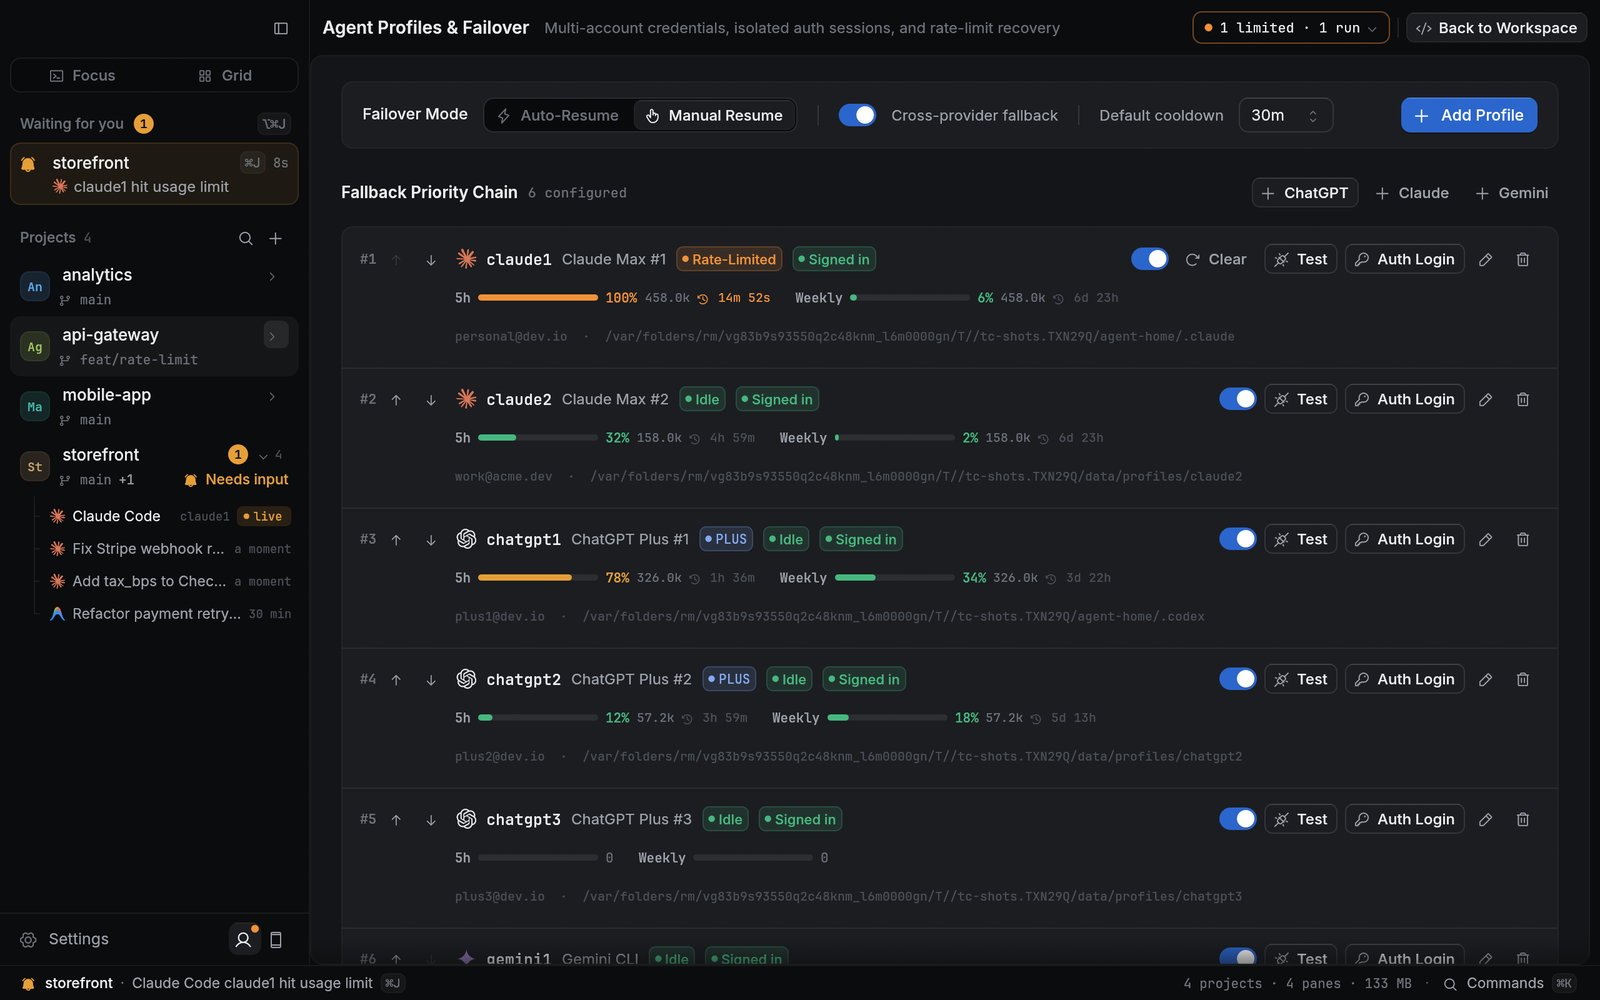 Agent Profiles & Failover Multi-account credentials, isolated auth sessions, and rate-limit recovery
1 limited · 1 run
</> Back to Workspace
Focus Grid
Waiting for you 1 ⌥⌘J
storefront ⌘J 8s
claude1 hit usage limit
Projects 4
An analytics
main
Ag api-gateway
feat/rate-limit
Ma mobile-app
main
St storefront 1 4
main +1 Needs input
Claude Code claude1 live
Fix Stripe webhook r... a moment
Add tax_bps to Chec... a moment
Refactor payment retry... 30 min
Settings
Failover Mode Auto-Resume Manual Resume Cross-provider fallback Default cooldown 30m + Add Profile
Fallback Priority Chain 6 configured + ChatGPT + Claude + Gemini
#1 ↑ ↓ claude1 Claude Max #1 Rate-Limited Signed in Clear Test Auth Login
5h 100% 458.0k 14m 52s Weekly 6% 458.0k 6d 23h
personal@dev.io · /var/folders/rm/vg83b9s93550q2c48knm_l6m0000gn/T//tc-shots.TXN29Q/agent-home/.claude
#2 ↑ ↓ claude2 Claude Max #2 Idle Signed in Test Auth Login
5h 32% 158.0k 4h 59m Weekly 2% 158.0k 6d 23h
work@acme.dev · /var/folders/rm/vg83b9s93550q2c48knm_l6m0000gn/T//tc-shots.TXN29Q/data/profiles/claude2
#3 ↑ ↓ chatgpt1 ChatGPT Plus #1 PLUS Idle Signed in Test Auth Login
5h 78% 326.0k 1h 36m Weekly 34% 326.0k 3d 22h
plus1@dev.io · /var/folders/rm/vg83b9s93550q2c48knm_l6m0000gn/T//tc-shots.TXN29Q/agent-home/.codex
#4 ↑ ↓ chatgpt2 ChatGPT Plus #2 PLUS Idle Signed in Test Auth Login
5h 12% 57.2k 3h 59m Weekly 18% 57.2k 5d 13h
plus2@dev.io · /var/folders/rm/vg83b9s93550q2c48knm_l6m0000gn/T//tc-shots.TXN29Q/data/profiles/chatgpt2
#5 ↑ ↓ chatgpt3 ChatGPT Plus #3 Idle Signed in Test Auth Login
5h 0 Weekly 0
plus3@dev.io · /var/folders/rm/vg83b9s93550q2c48knm_l6m0000gn/T//tc-shots.TXN29Q/data/profiles/chatgpt3
#6 ↑ ↓ gemini1 Gemini CLI Idle Signed in Test Auth Login
storefront · Claude Code claude1 hit usage limit ⌘J
4 projects · 4 panes · 133 MB · Commands ⌘K